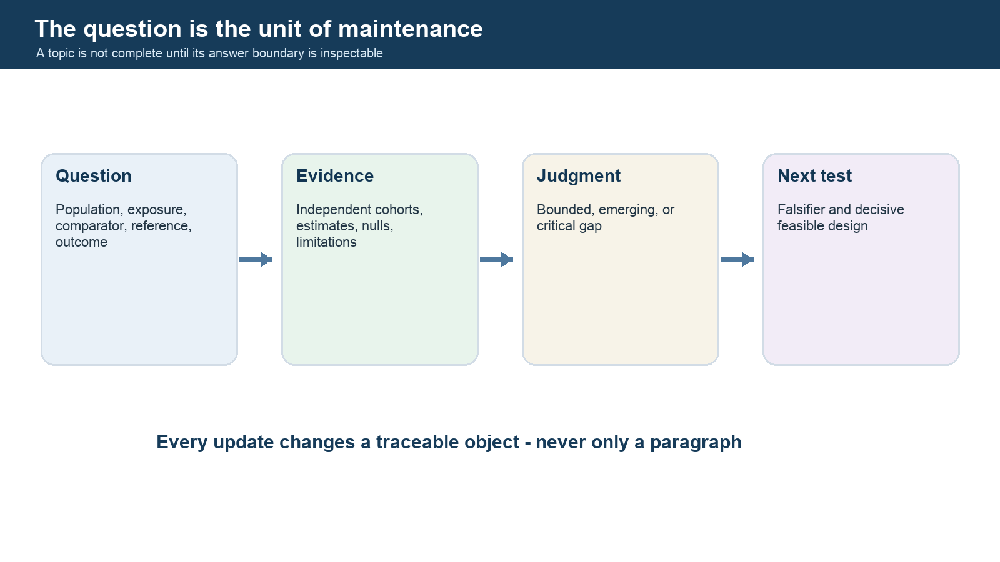 The question is the unit of maintenance
A topic is not complete until its answer boundary is inspectable
Question
Population, exposure,
comparator, reference,
outcome
Evidence
Independent cohorts,
estimates, nulls,
limitations
Judgment
Bounded, emerging, or
critical gap
Next test
Falsifier and decisive
feasible design
Every update changes a traceable object - never only a paragraph